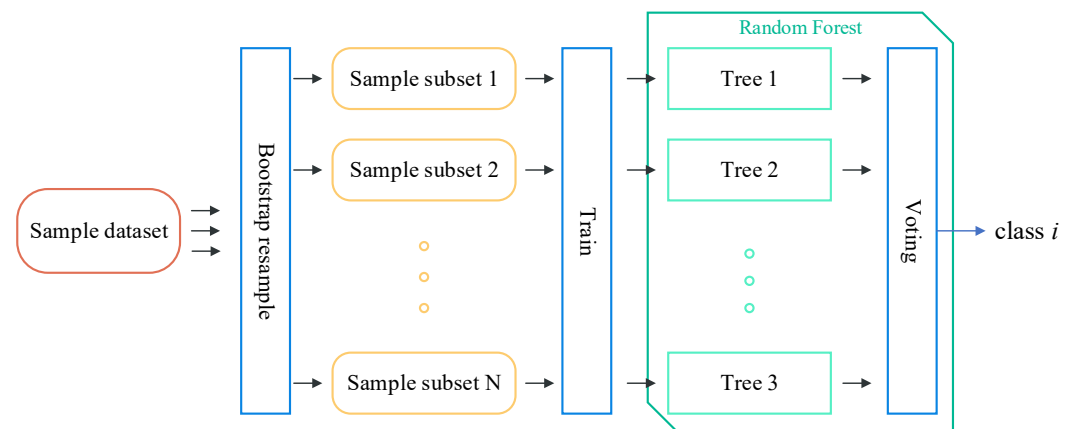 Random Forest
Sample dataset
Bootstrap resample
Sample subset 1
Sample subset 2
Sample subset N
Train
Tree 1
Tree 2
Tree 3
Voting
class i